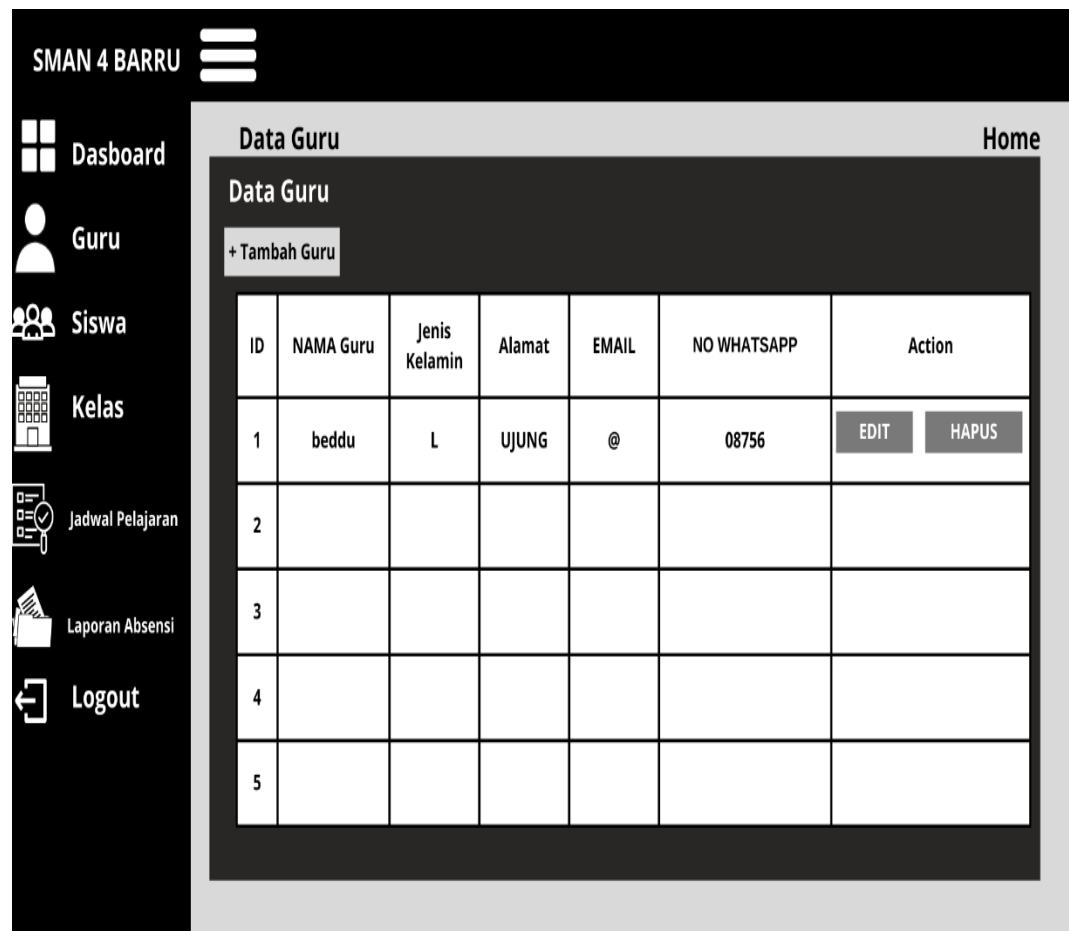 SMAN 4 BARRU
Dasboard
Guru
Siswa
Kelas
Jadwal Pelajaran
Laporan Absensi
Logout
Data Guru Home
Data Guru
+ Tambah Guru
ID NAMA Guru Jenis Kelamin Alamat EMAIL NO WHATSAPP Action
1 beddu L UJUNG @ 08756 EDIT HAPUS
2
3
4
5